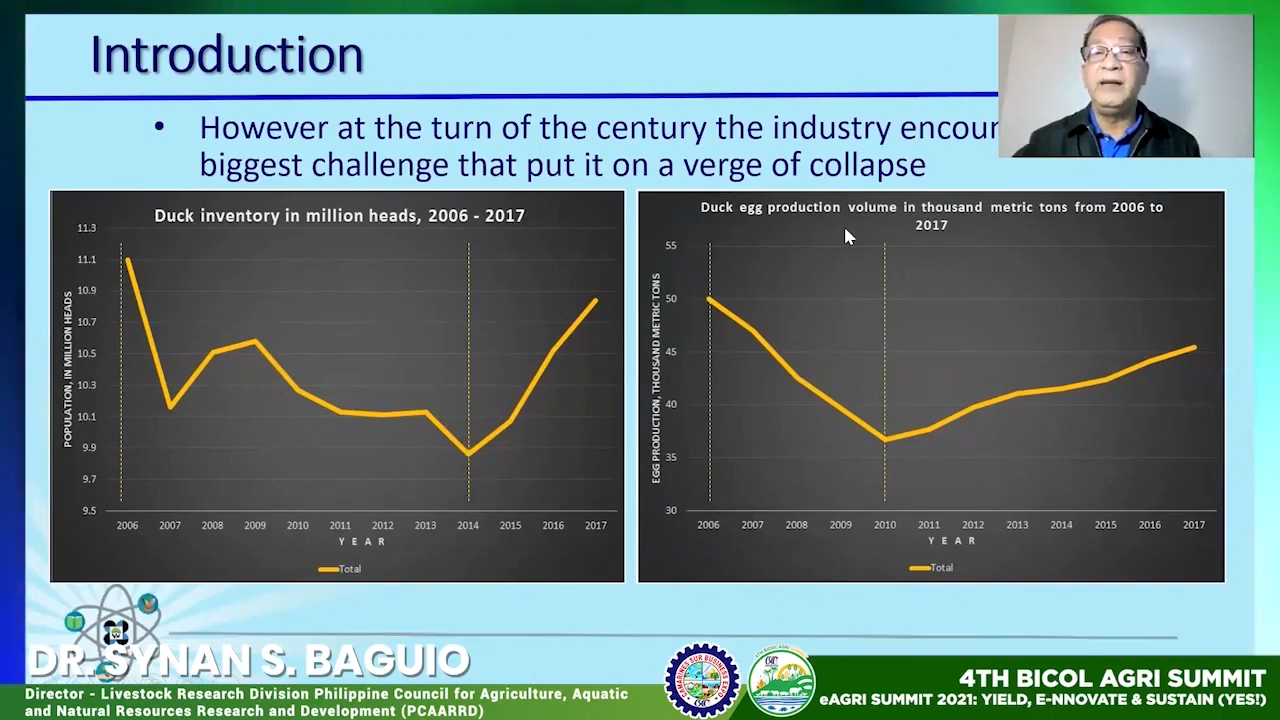 Introduction
• However at the turn of the century the industry encour
biggest challenge that put it on a verge of collapse
Duck inventory in million heads, 2006 - 2017
POPULATION, IN MILLION HEADS
11.3
11.1
10.9
10.7
10.5
10.3
10.1
9.9
9.7
9.5
2006 2007 2008 2009 2010 2011 2012 2013 2014 2015 2016 2017
YEAR
Total
Duck egg production volume in thousand metric tons from 2006 to
2017
EGG PRODUCTION, THOUSAND METRIC TONS
55
50
45
40
35
30
2006 2007 2008 2009 2010 2011 2012 2013 2014 2015 2016 2017
YEAR
Total
DR. SYNAN S. BAGUIO
Director - Livestock Research Division Philippine Council for Agriculture, Aquatic
and Natural Resources Research and Development (PCAARRD)
4TH BICOL AGRI SUMMIT
eAGRI SUMMIT 2021: YIELD, E-NNOVATE & SUSTAIN (YES!)